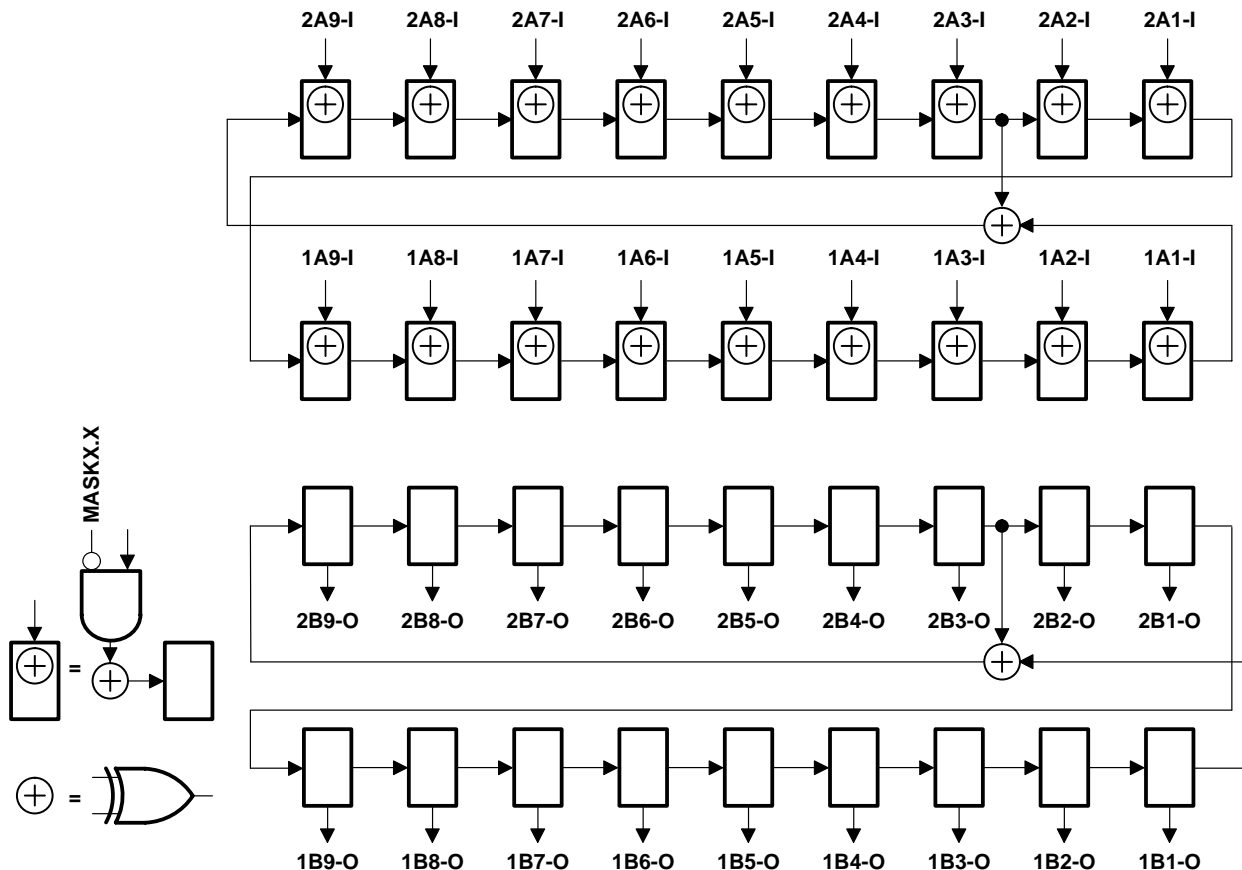 2A9-I 2A8-I 2A7-I 2A6-I 2A5-I 2A4-I 2A3-I 2A2-I 2A1-I
1A9-I 1A8-I 1A7-I 1A6-I 1A5-I 1A4-I 1A3-I 1A2-I 1A1-I
MASKX.X
2B9-O 2B8-O 2B7-O 2B6-O 2B5-O 2B4-O 2B3-O 2B2-O 2B1-O
=
=
1B9-O 1B8-O 1B7-O 1B6-O 1B5-O 1B4-O 1B3-O 1B2-O 1B1-O